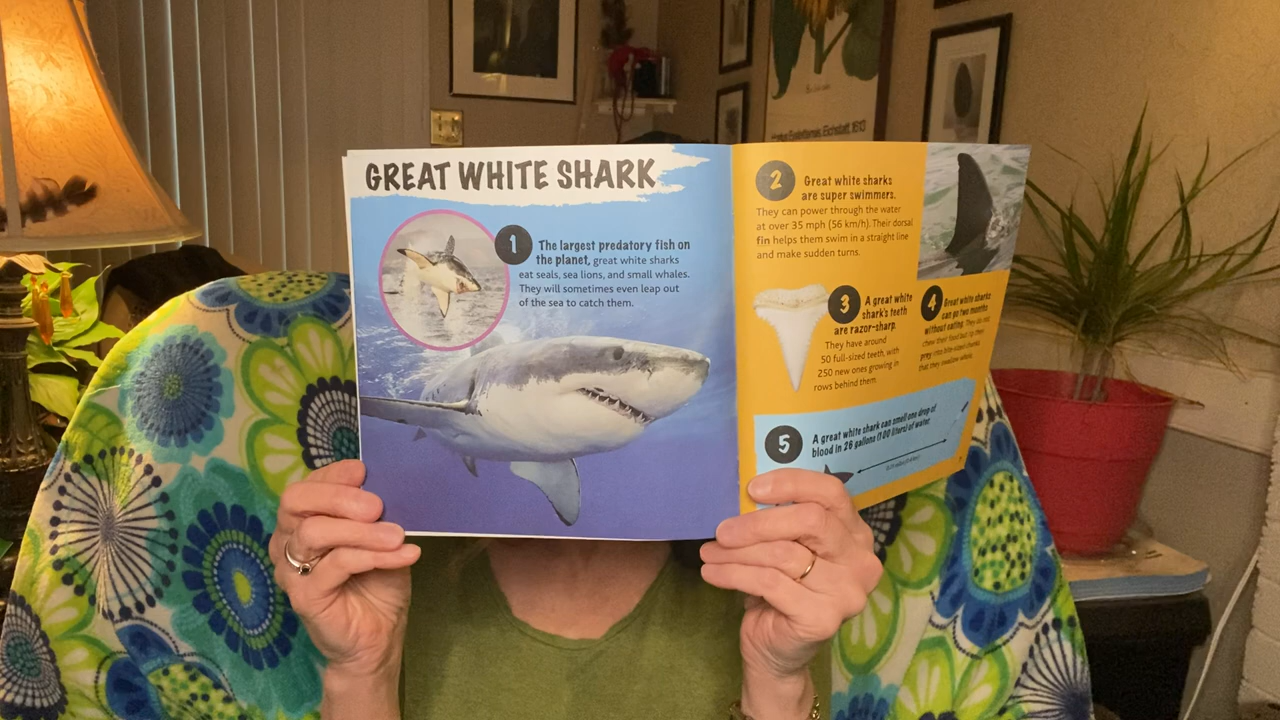 GREAT WHITE SHARK
1 The largest predatory fish on
the planet, great white sharks
eat seals, sea lions, and small whales.
They will sometimes even leap out
of the sea to catch them.
2 Great white sharks
are super swimmers.
They can power through the water
at over 35 mph (56 km/h). Their dorsal
fin helps them swim in a straight line
and make sudden turns.
3 A great white
shark's teeth
are razor-sharp.
They have around
50 full-sized teeth, with
250 new ones growing in
rows behind them.
4 Great white sharks
can go two months
without eating. They do not
chew their food but rip their
prey into bite-sized chunks
that they swallow whole.
5 A great white shark can smell one drop of
blood in 26 gallons (100 liters) of water.
Eichstätt, 1613